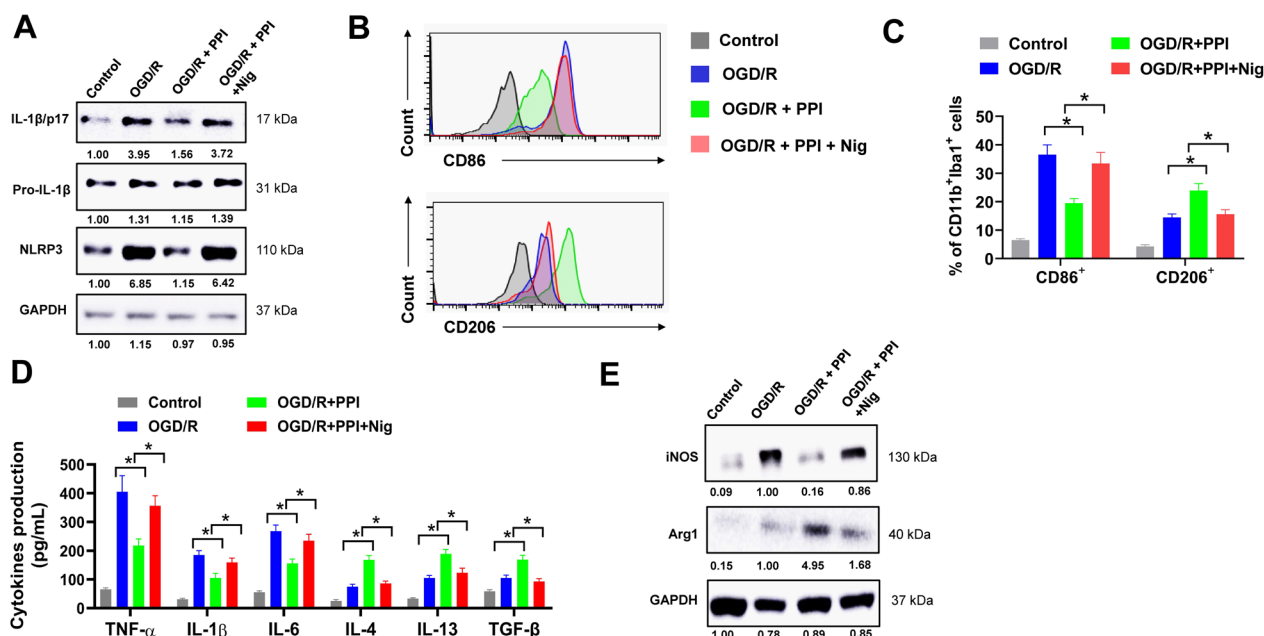 A
Control
OGD/R
OGD/R + PPI
OGD/R + PPI
+Nig
IL-1β/p17
17 kDa
1.00 3.95 1.56 3.72
Pro-IL-1β
31 kDa
1.00 1.31 1.15 1.39
NLRP3
110 kDa
1.00 6.85 1.15 6.42
GAPDH
37 kDa
1.00 1.15 0.97 0.95
B
Count
CD86
Count
CD206
Control
OGD/R
OGD/R + PPI
OGD/R + PPI + Nig
C
Control
OGD/R+PPI
OGD/R
OGD/R+PPI+Nig
% of CD11b⁺Iba1⁺ cells
50
40
30
20
10
0
* * * *
CD86⁺ CD206⁺
D
Control
OGD/R+PPI
OGD/R
OGD/R+PPI+Nig
Cytokines production
(pg/mL)
500
400
300
200
100
0
* * * * * * * * * * * *
TNF-α IL-1β IL-6 IL-4 IL-13 TGF-ß
E
Control
OGD/R
OGD/R + PPI
OGD/R + PPI
+Nig
iNOS
130 kDa
0.09 1.00 0.16 0.86
Arg1
40 kDa
0.15 1.00 4.95 1.68
GAPDH
37 kDa
1.00 0.78 0.89 0.85